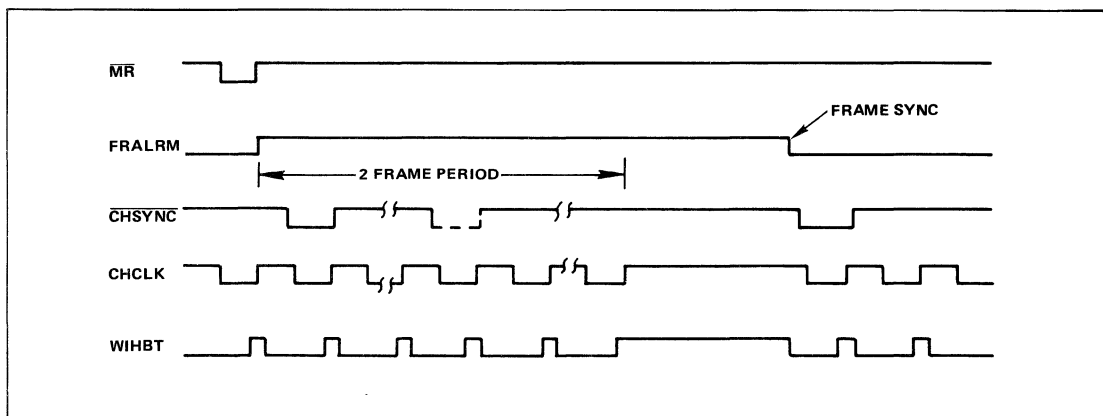 MR
FRAME SYNC
FRALRM
2 FRAME PERIOD
CHSYNC
CHCLK
WIHBT